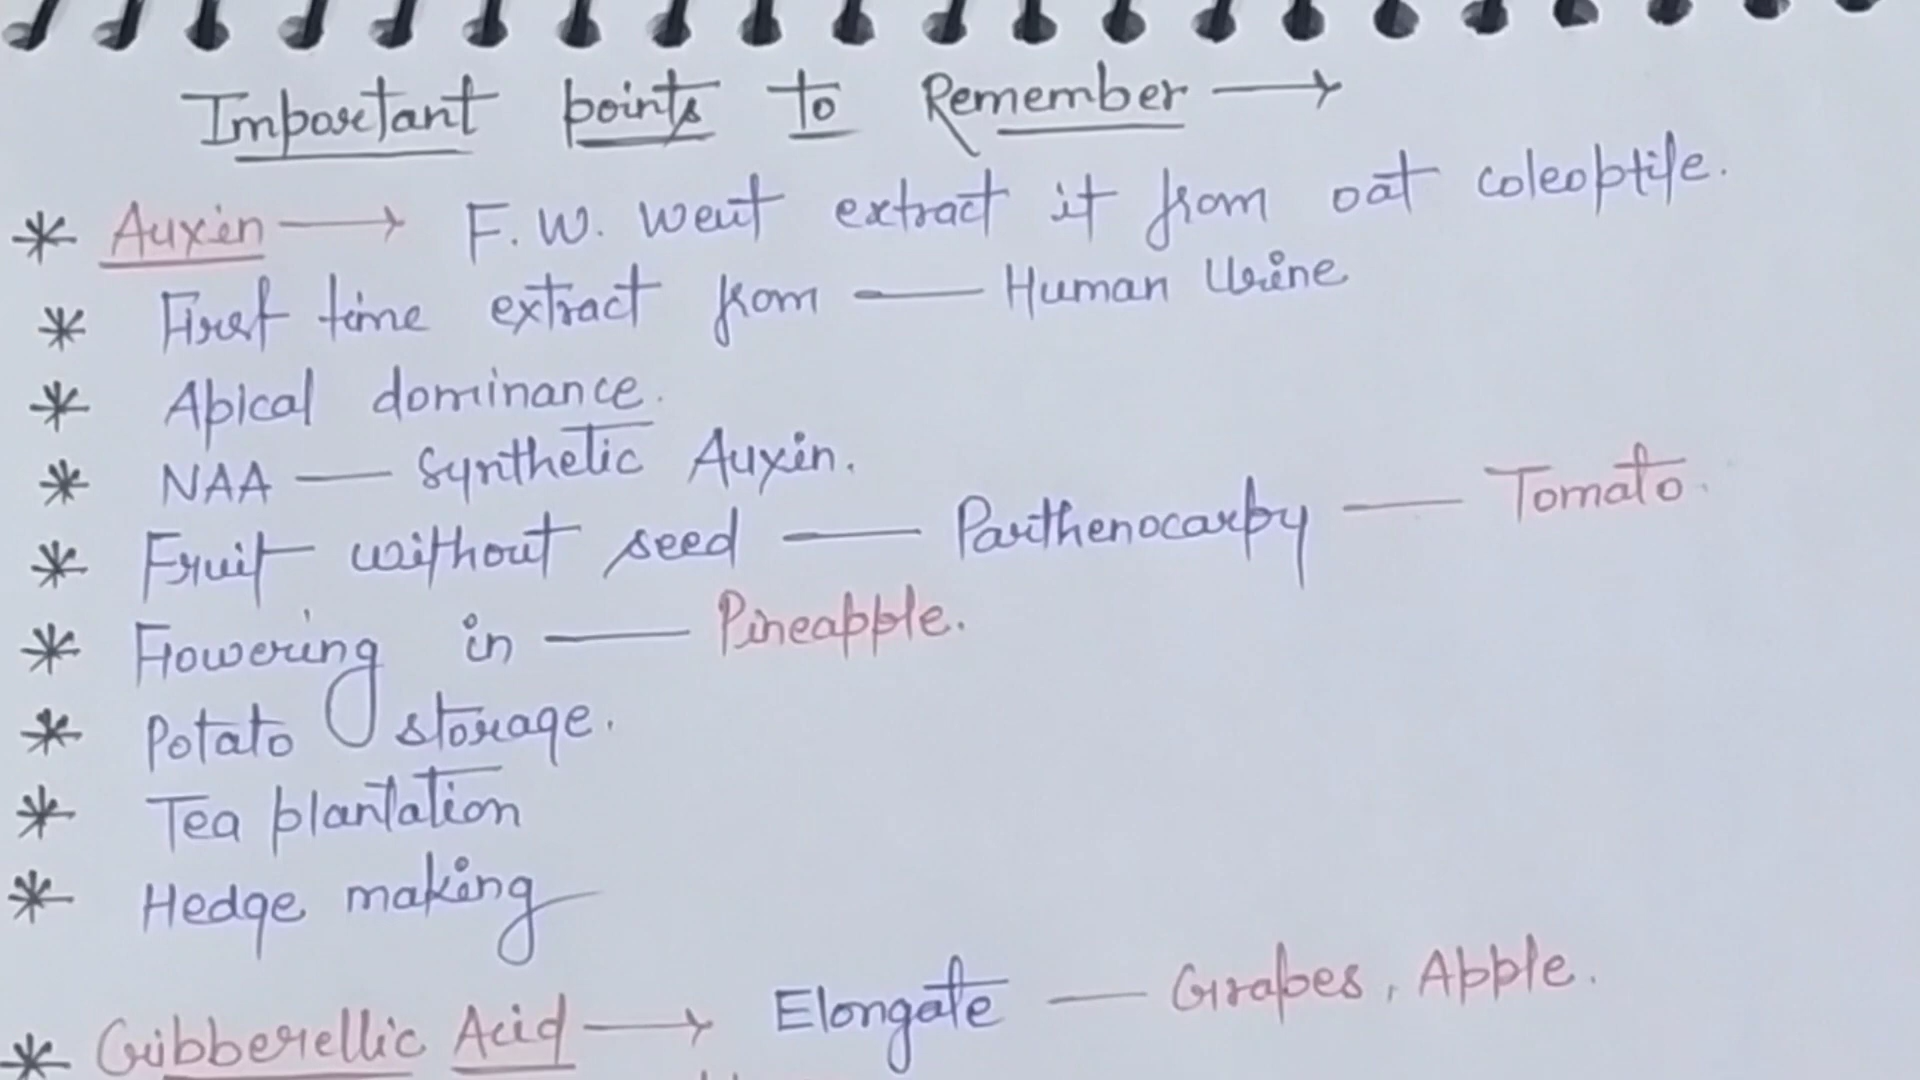 Important points to Remember →
* Auxin → F.W. Went extract it from oat coleoptile.
* First time extract from — Human Urine
* Apical dominance.
* NAA — Synthetic Auxin.
* Fruit without seed — Parthenocarpy — Tomato.
* Flowering in — Pineapple.
* Potato storage.
* Tea plantation
* Hedge making
* Gibberellic Acid → Elongate — Grapes, Apple.